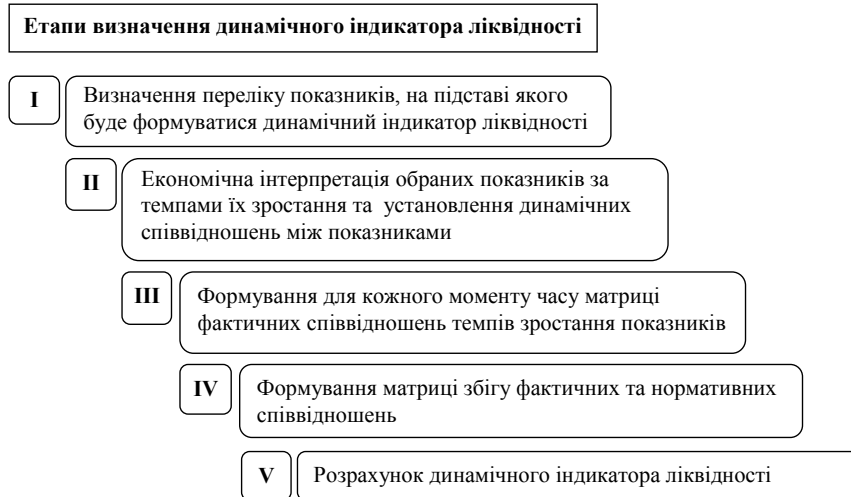 Етапи визначення динамічного індикатора ліквідності
I
Визначення переліку показників, на підставі якого
буде формуватися динамічний індикатор ліквідності
II
Економічна інтерпретація обраних показників за
темпами їх зростання та установлення динамічних
співвідношень між показниками
III
Формування для кожного моменту часу матриці
фактичних співвідношень темпів зростання показників
IV
Формування матриці збігу фактичних та нормативних
співвідношень
V
Розрахунок динамічного індикатора ліквідності